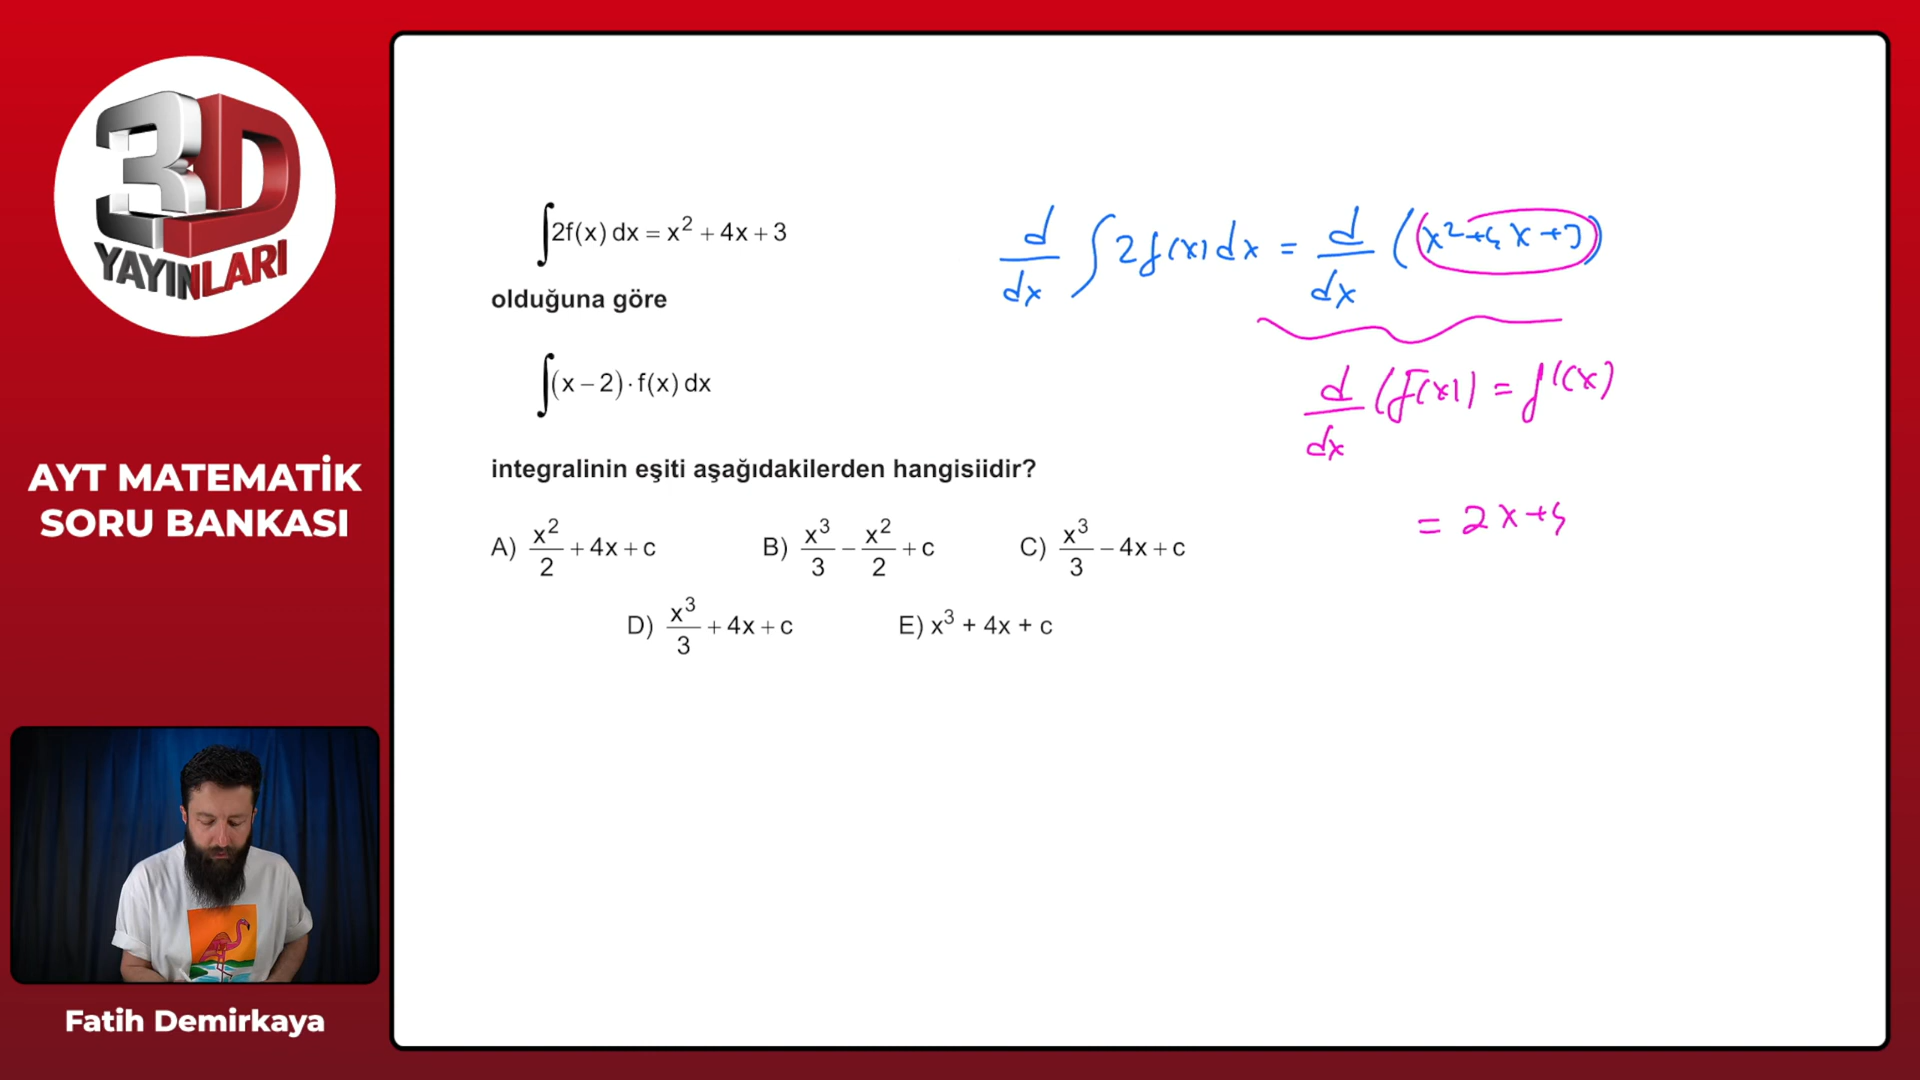 3D
YAYINLARI
AYT MATEMATİK
SORU BANKASI
Fatih Demirkaya
∫2f(x) dx = x² + 4x + 3
olduğuna göre
∫(x – 2) · f(x) dx
integralinin eşiti aşağıdakilerden hangisiidir?
A) x²/2 + 4x + c B) x³/3 – x²/2 + c C) x³/3 – 4x + c
D) x³/3 + 4x + c E) x³ + 4x + c
d/dx ∫2f(x)dx = d/dx (x²+4x+3)
d/dx (f(x)) = f'(x)
= 2x+4